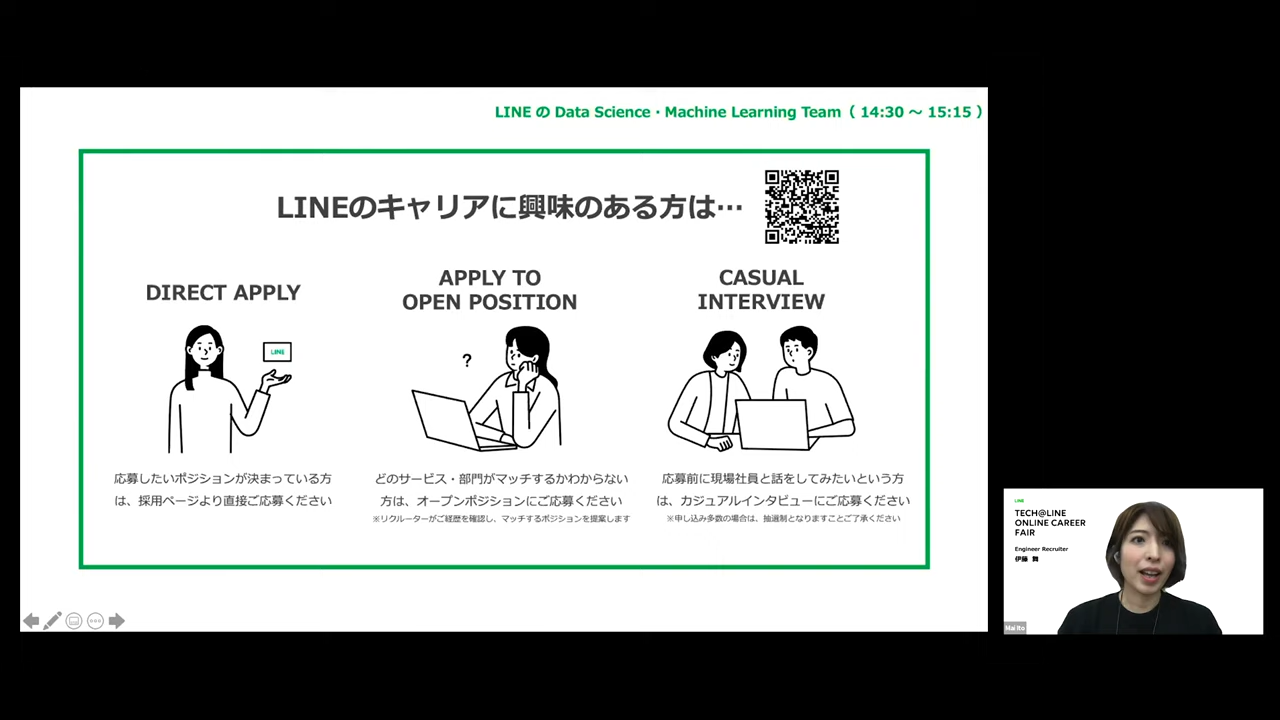 LINE の Data Science・Machine Learning Team（ 14:30 ～ 15:15 ）
LINEのキャリアに興味のある方は…
DIRECT APPLY
LINE
応募したいポジションが決まっている方
は、採用ページより直接ご応募ください
APPLY TO
OPEN POSITION
?
どのサービス・部門がマッチするかわからない
方は、オープンポジションにご応募ください
※リクルーターがご経歴を確認し、マッチするポジションを提案します
CASUAL
INTERVIEW
応募前に現場社員と話をしてみたいという方
は、カジュアルインタビューにご応募ください
※申し込み多数の場合は、抽選制となりますことご了承ください
LINE
TECH@LINE
ONLINE CAREER
FAIR
Engineer Recruiter
伊藤 舞
Mai Ito